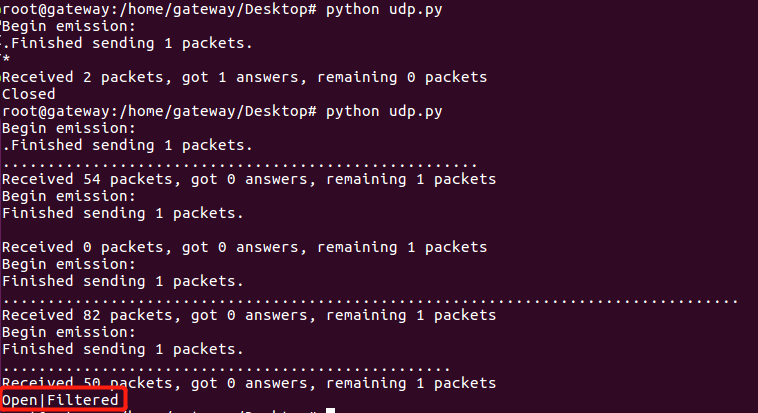 root@gateway:/home/gateway/Desktop# python udp.py
Begin emission:
.Finished sending 1 packets.
*
Received 2 packets, got 1 answers, remaining 0 packets
Closed
root@gateway:/home/gateway/Desktop# python udp.py
Begin emission:
.Finished sending 1 packets.
.....................................................
Received 54 packets, got 0 answers, remaining 1 packets
Begin emission:
Finished sending 1 packets.
Received 0 packets, got 0 answers, remaining 1 packets
Begin emission:
Finished sending 1 packets.
..................................................................................
Received 82 packets, got 0 answers, remaining 1 packets
Begin emission:
Finished sending 1 packets.
..................................................
Received 50 packets, got 0 answers, remaining 1 packets
Open|Filtered